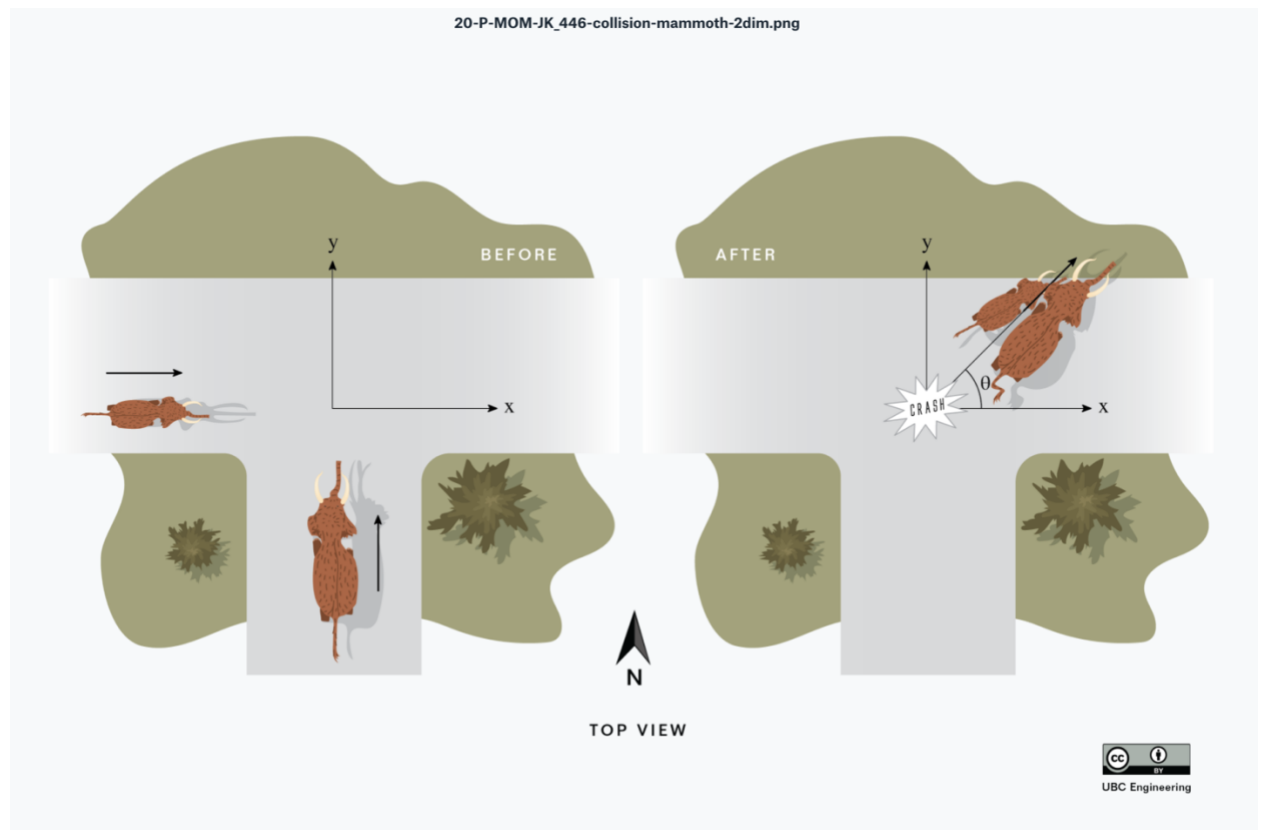 20-P-MOM-JK_446-collision-mammoth-2dim.png
y
BEFORE
x
AFTER
y
θ
CRASH
x
N
TOP VIEW
cc
BY
UBC Engineering